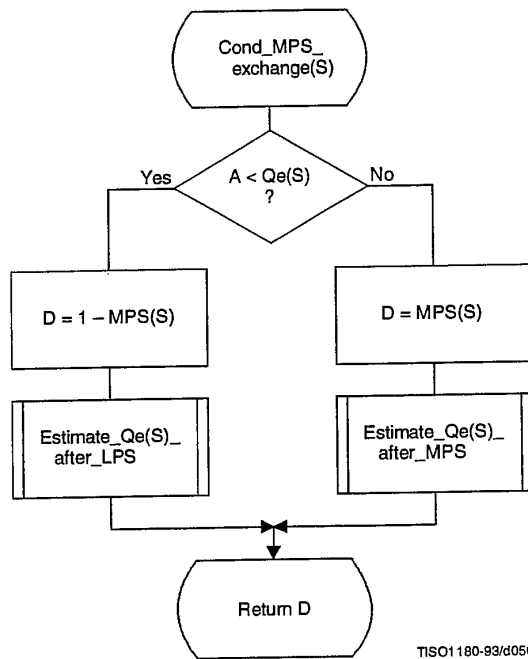 Cond_MPS_
exchange(S)
A < Qe(S)
?
Yes
No
D = 1 – MPS(S)
D = MPS(S)
Estimate_Qe(S)_
after_LPS
Estimate_Qe(S)_
after_MPS
Return D